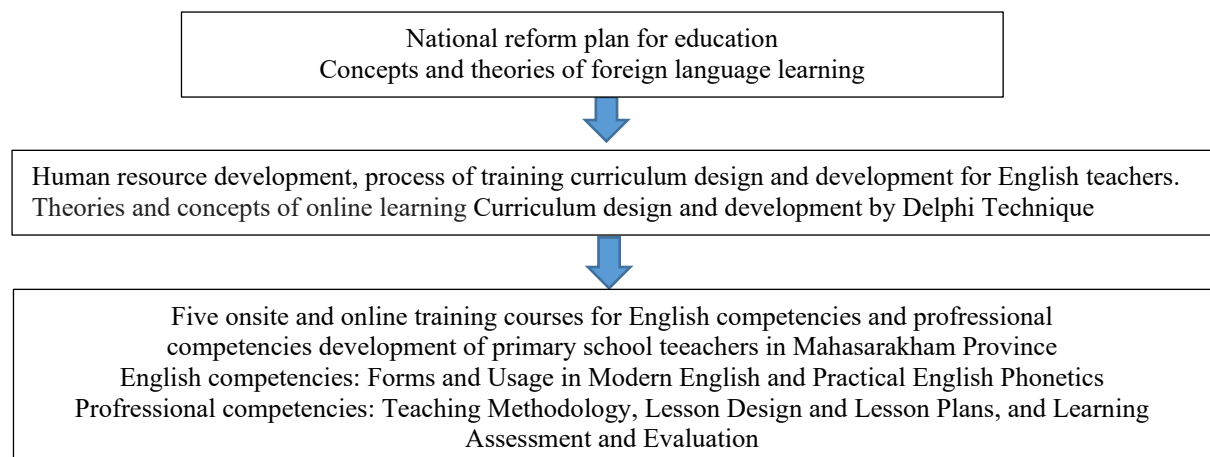 National reform plan for education
Concepts and theories of foreign language learning
Human resource development, process of training curriculum design and development for English teachers.
Theories and concepts of online learning Curriculum design and development by Delphi Technique
Five onsite and online training courses for English competencies and profressional
competencies development of primary school teeachers in Mahasarakham Province
English competencies: Forms and Usage in Modern English and Practical English Phonetics
Profressional competencies: Teaching Methodology, Lesson Design and Lesson Plans, and Learning
Assessment and Evaluation